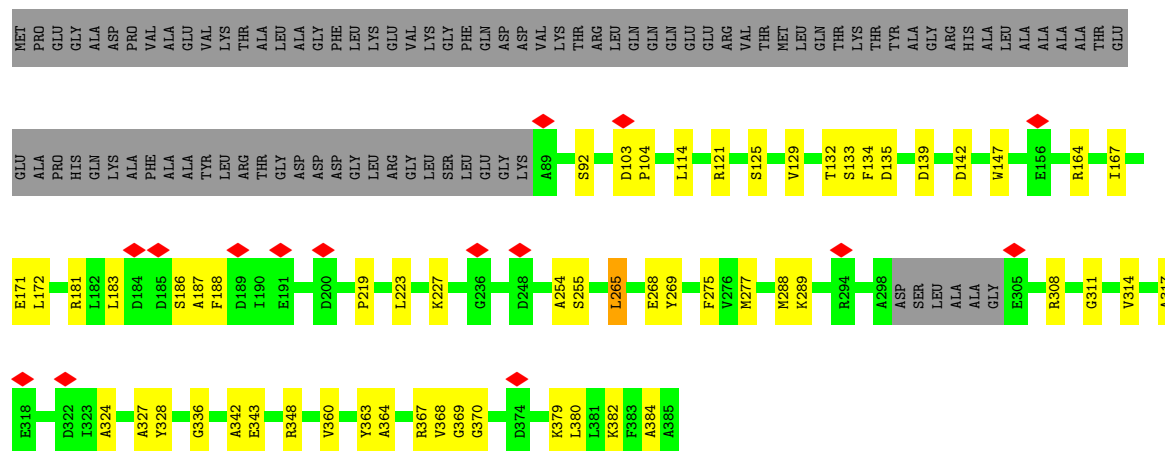 MET PRO GLU GLY ALA ASP PRO VAL ALA GLU VAL LYS THR ALA LEU ALA GLY PHE LEU LYS GLU VAL LYS GLY PHE GLN ASP ASP VAL LYS THR ARG LEU GLN GLN GLN GLU GLU ARG VAL THR MET LEU GLN THR LYS THR TYR ALA GLY ARG HIS ALA LEU ALA ALA ALA ALA THR GLU
GLU ALA PRO HIS GLN LYS ALA PHE ALA ALA TYR LEU ARG THR GLY ASP ASP ASP GLY LEU ARG GLY LEU SER LEU GLU GLY LYS A89 S92 D103 P104 L114 R121 S125 V129 T132 S133 F134 D135 D139 D142 W147 E156 R164 I167
E171 L172 R181 L182 L183 D184 D185 S186 A187 F188 D189 I190 E191 D200 P219 L223 K227 G236 D248 A254 S255 L265 E268 Y269 F275 V276 M277 M288 K289 R294 A298 ASP SER LEU ALA ALA GLY E305 R308 G311 V314 A317
E318 D322 I323 A324 A327 Y328 G336 A342 E343 R348 V360 Y363 A364 R367 V368 G369 G370 D374 K379 L380 L381 K382 F383 A384 A385